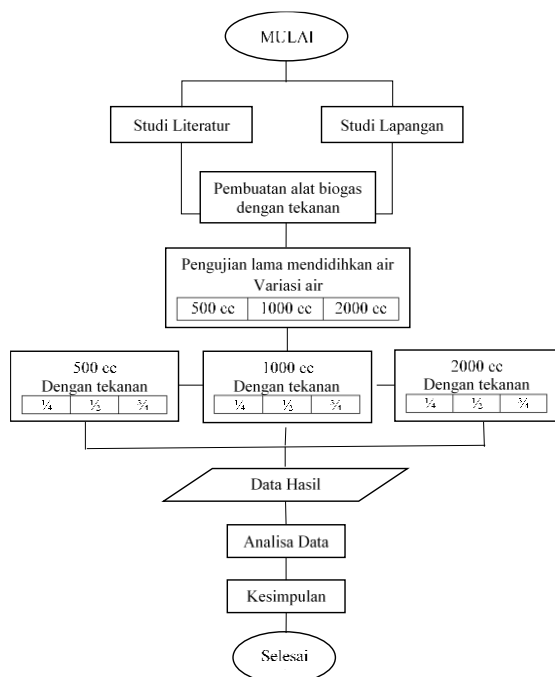 MULAI
Studi Literatur
Studi Lapangan
Pembuatan alat biogas
dengan tekanan
Pengujian lama mendidihkan air
Variasi air
500 cc 1000 cc 2000 cc
500 cc
Dengan tekanan
¼ ½ ¾
1000 cc
Dengan tekanan
¼ ½ ¾
2000 cc
Dengan tekanan
¼ ½ ¾
Data Hasil
Analisa Data
Kesimpulan
Selesai